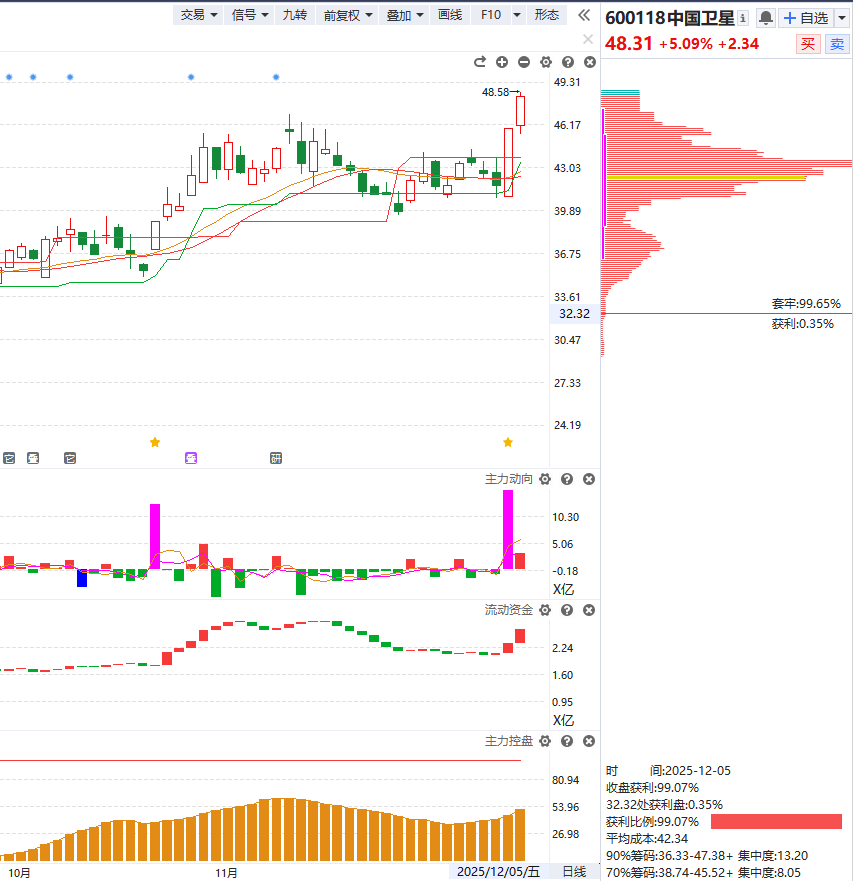 交易 信号 九转 前复权 叠加 画线 F10 形态
600118中国卫星 自选
48.31 +5.09% +2.34 买 卖
48.58
49.31
46.17
43.03
39.89
36.75
33.61
32.32
30.47
27.33
24.19
套牢:99.65%
获利:0.35%
主力动向
10.30
5.06
-0.18
X亿
流动资金
2.24
1.60
0.95
X亿
主力控盘
80.94
53.96
26.98
10月 11月 2025/12/05/五 日线
时 间:2025-12-05
收盘获利:99.07%
32.32处获利盘:0.35%
获利比例:99.07%
平均成本:42.34
90%筹码:36.33-47.38+ 集中度:13.20
70%筹码:38.74-45.52+ 集中度:8.05